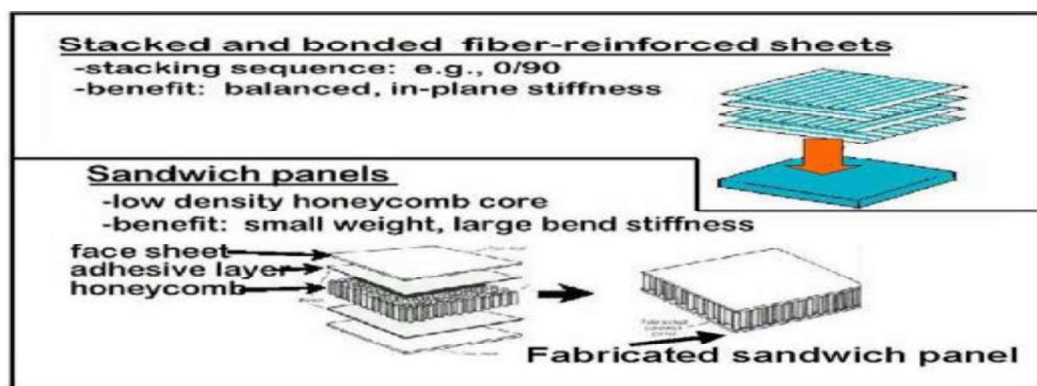 Stacked and bonded fiber-reinforced sheets
-stacking sequence: e.g., 0/90
-benefit: balanced, in-plane stiffness
Sandwich panels
-low density honeycomb core
-benefit: small weight, large bend stiffness
face sheet
adhesive layer
honeycomb
Fabricated sandwich panel